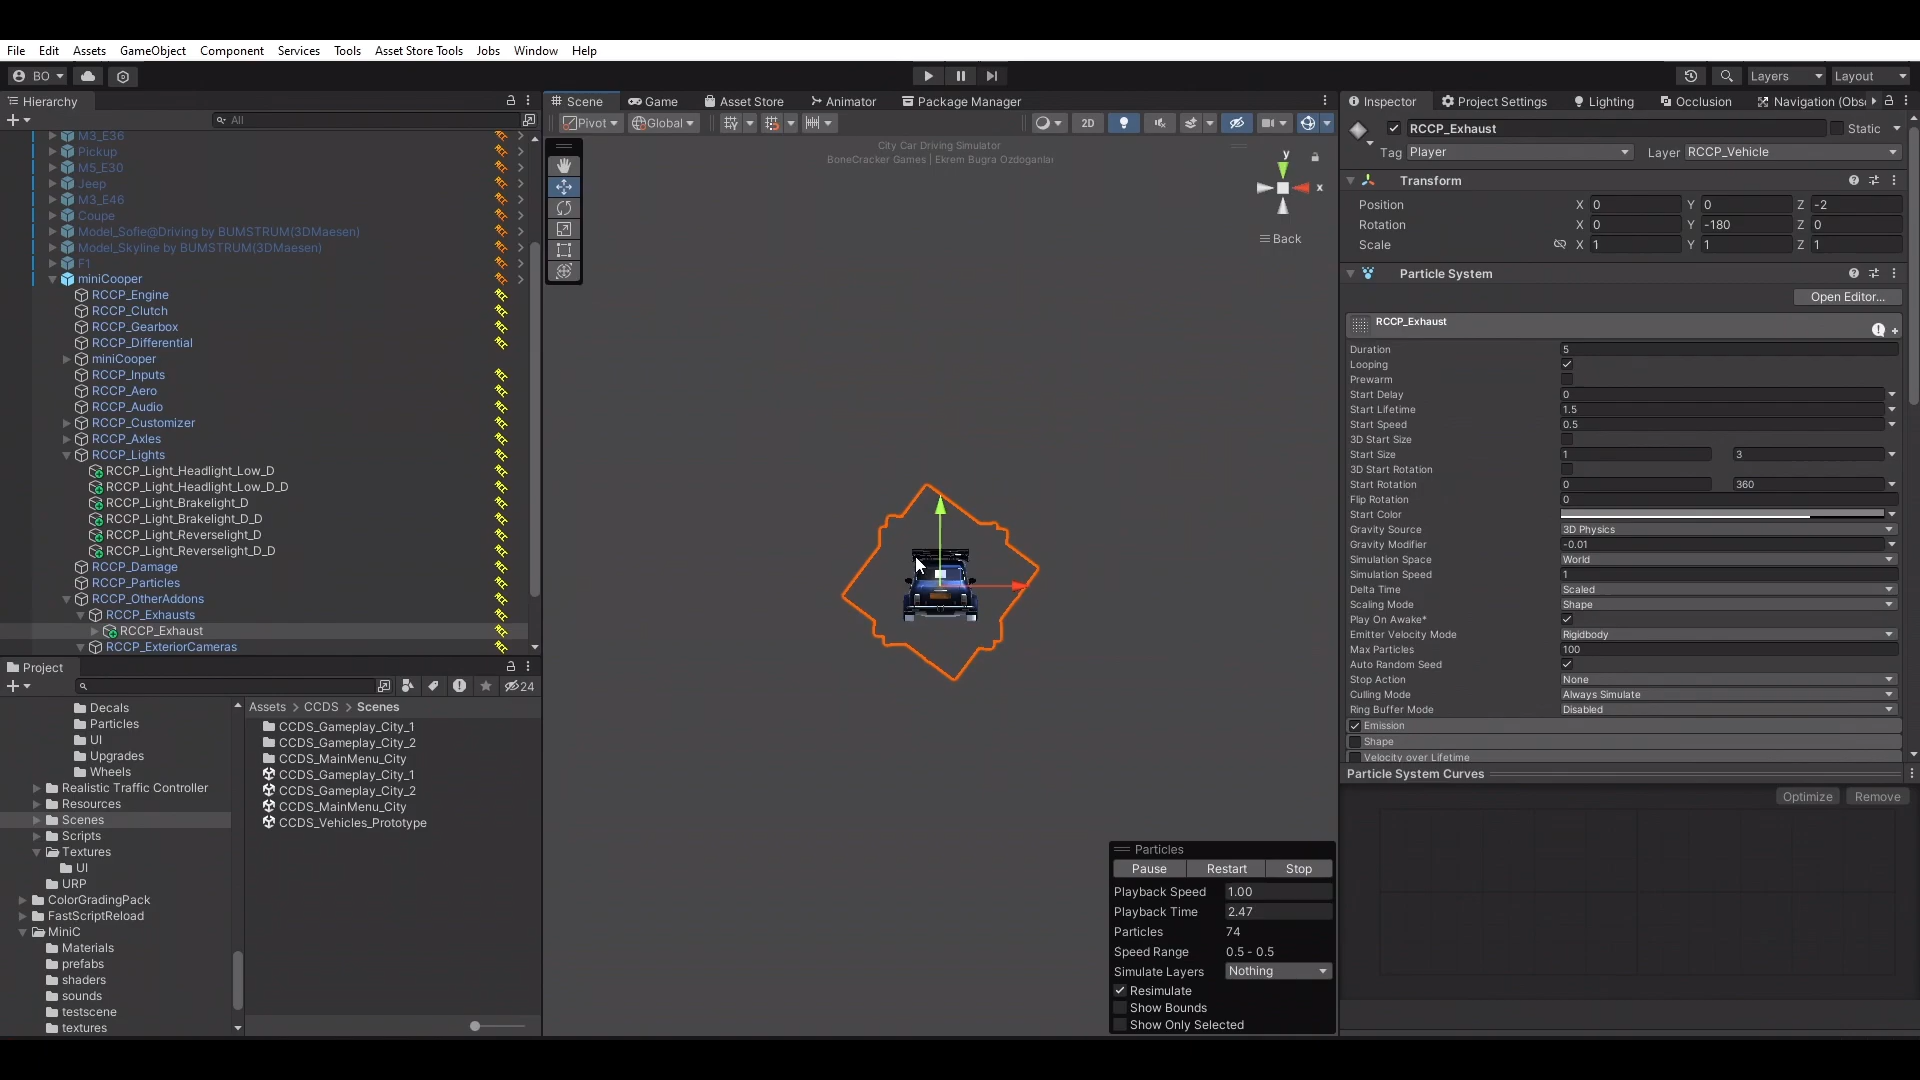 File Edit Assets GameObject Component Services Tools Asset Store Tools Jobs Window Help
BO Layers Layout
Hierarchy
All
M3_E36
Pickup
M5_E30
Jeep
M3_E46
Coupe
Model_Sofie@Driving by BUMSTRUM(3DMaesen)
Model_Skyline by BUMSTRUM(3DMaesen)
F1
miniCooper
RCCP_Engine
RCCP_Clutch
RCCP_Gearbox
RCCP_Differential
miniCooper
RCCP_Inputs
RCCP_Aero
RCCP_Audio
RCCP_Customizer
RCCP_Axles
RCCP_Lights
RCCP_Light_Headlight_Low_D
RCCP_Light_Headlight_Low_D_D
RCCP_Light_Brakelight_D
RCCP_Light_Brakelight_D_D
RCCP_Light_Reverselight_D
RCCP_Light_Reverselight_D_D
RCCP_Damage
RCCP_Particles
RCCP_OtherAddons
RCCP_Exhausts
RCCP_Exhaust
RCCP_ExteriorCameras
Project
24
Decals
Particles
UI
Upgrades
Wheels
Realistic Traffic Controller
Resources
Scenes
Scripts
Textures
UI
URP
ColorGradingPack
FastScriptReload
MiniC
Materials
prefabs
shaders
sounds
testscene
textures
Assets > CCDS > Scenes
CCDS_Gameplay_City_1
CCDS_Gameplay_City_2
CCDS_MainMenu_City
CCDS_Gameplay_City_1
CCDS_Gameplay_City_2
CCDS_MainMenu_City
CCDS_Vehicles_Prototype
Scene Game Asset Store Animator Package Manager
Pivot Global 2D
City Car Driving Simulator
BoneCracker Games | Ekrem Bugra Ozdoganlar
y
x
Back
Particles
Pause Restart Stop
Playback Speed 1.00
Playback Time 2.47
Particles 74
Speed Range 0.5 - 0.5
Simulate Layers Nothing
Resimulate
Show Bounds
Show Only Selected
Inspector Project Settings Lighting Occlusion Navigation (Obs
RCCP_Exhaust Static
Tag Player Layer RCCP_Vehicle
Transform
Position X 0 Y 0 Z -2
Rotation X 0 Y -180 Z 0
Scale X 1 Y 1 Z 1
Particle System
Open Editor...
RCCP_Exhaust
Duration 5
Looping
Prewarm
Start Delay 0
Start Lifetime 1.5
Start Speed 0.5
3D Start Size
Start Size 1 3
3D Start Rotation
Start Rotation 0 360
Flip Rotation 0
Start Color
Gravity Source 3D Physics
Gravity Modifier -0.01
Simulation Space World
Simulation Speed 1
Delta Time Scaled
Scaling Mode Shape
Play On Awake*
Emitter Velocity Mode Rigidbody
Max Particles 100
Auto Random Seed
Stop Action None
Culling Mode Always Simulate
Ring Buffer Mode Disabled
Emission
Shape
Velocity over Lifetime
Particle System Curves
Optimize Remove